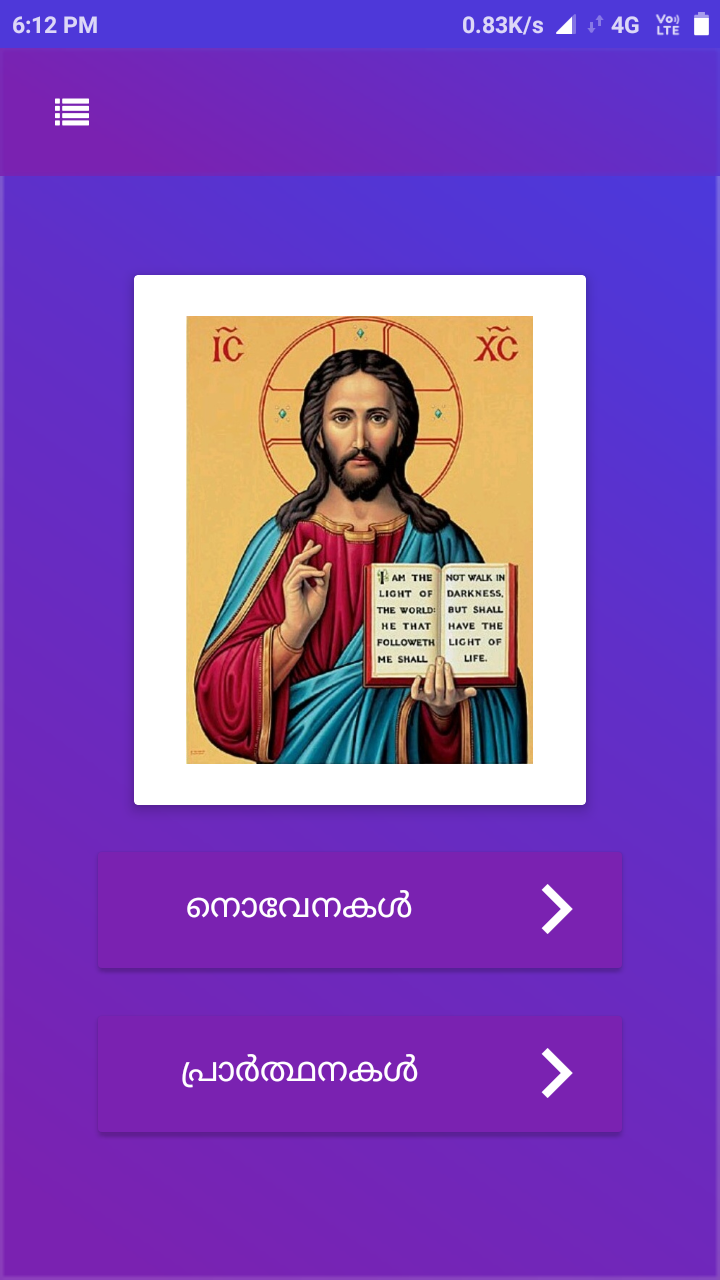 6:12 PM 0.83K/s 4G Vo) LTE
IC XC
I AM THE
LIGHT OF
THE WORLD:
HE THAT
FOLLOWETH
ME SHALL
NOT WALK IN
DARKNESS,
BUT SHALL
HAVE THE
LIGHT OF
LIFE.
നൊവേനകൾ
പ്രാർത്ഥനകൾ